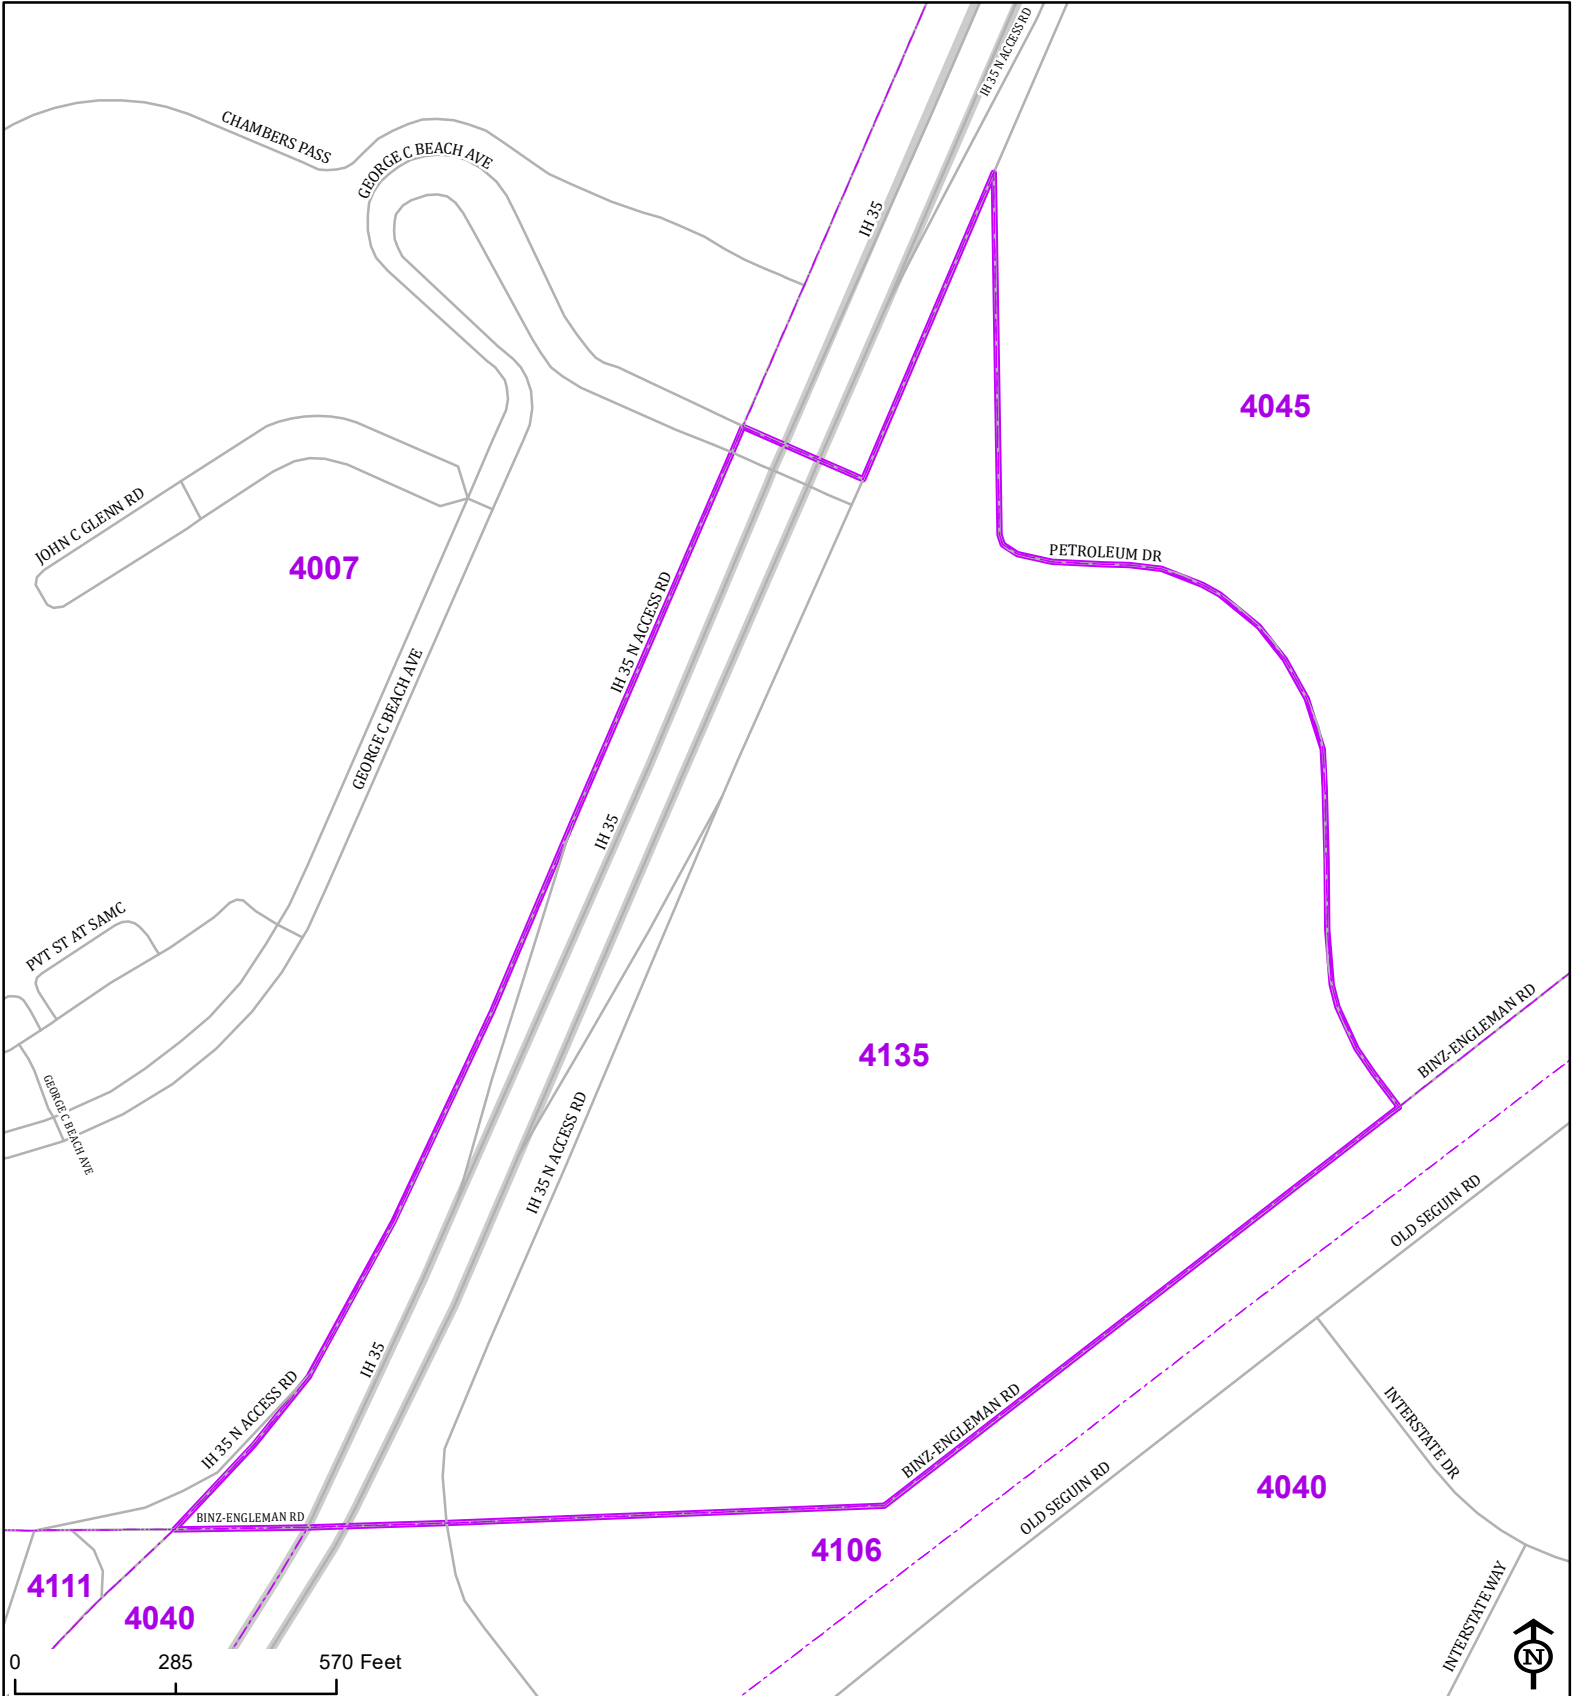 IH 35 N ACCESS RD
CHAMBERS PASS
GEORGE C BEACH AVE
IH 35
4045
JOHN C GLENN RD
PETROLEUM DR
4007
IH 35 N ACCESS RD
GEORGE C BEACH AVE
IH 35
PVT ST AT SAMC
BINZ-ENGLEMAN RD
4135
GEORGE C BEACH AVE
IH 35 N ACCESS RD
OLD SEGUIN RD
IH 35
IH 35 N ACCESS RD
BINZ-ENGLEMAN RD
INTERSTATE DR
4040
OLD SEGUIN RD
BINZ-ENGLEMAN RD
4106
4111
4040
INTERSTATE WAY
0 285 570 Feet
N